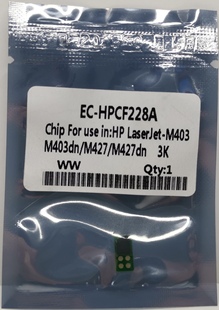 EC-HPCF228A
Chip For use in:HP LaserJet-M403
M403dn/M427/M427dn 3K
WW Qty:1